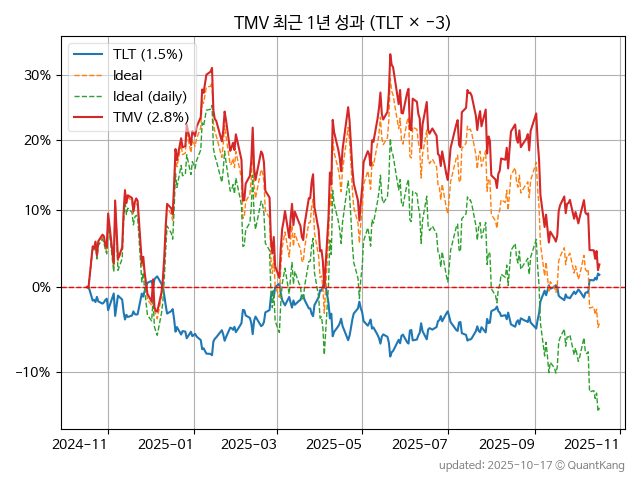 TMV 최근 1년 성과 (TLT × −3)
TLT (1.5%)
Ideal
Ideal (daily)
TMV (2.8%)
30%
20%
10%
0%
−10%
2024-11
2025-01
2025-03
2025-05
2025-07
2025-09
2025-11
updated: 2025-10-17 © QuantKang